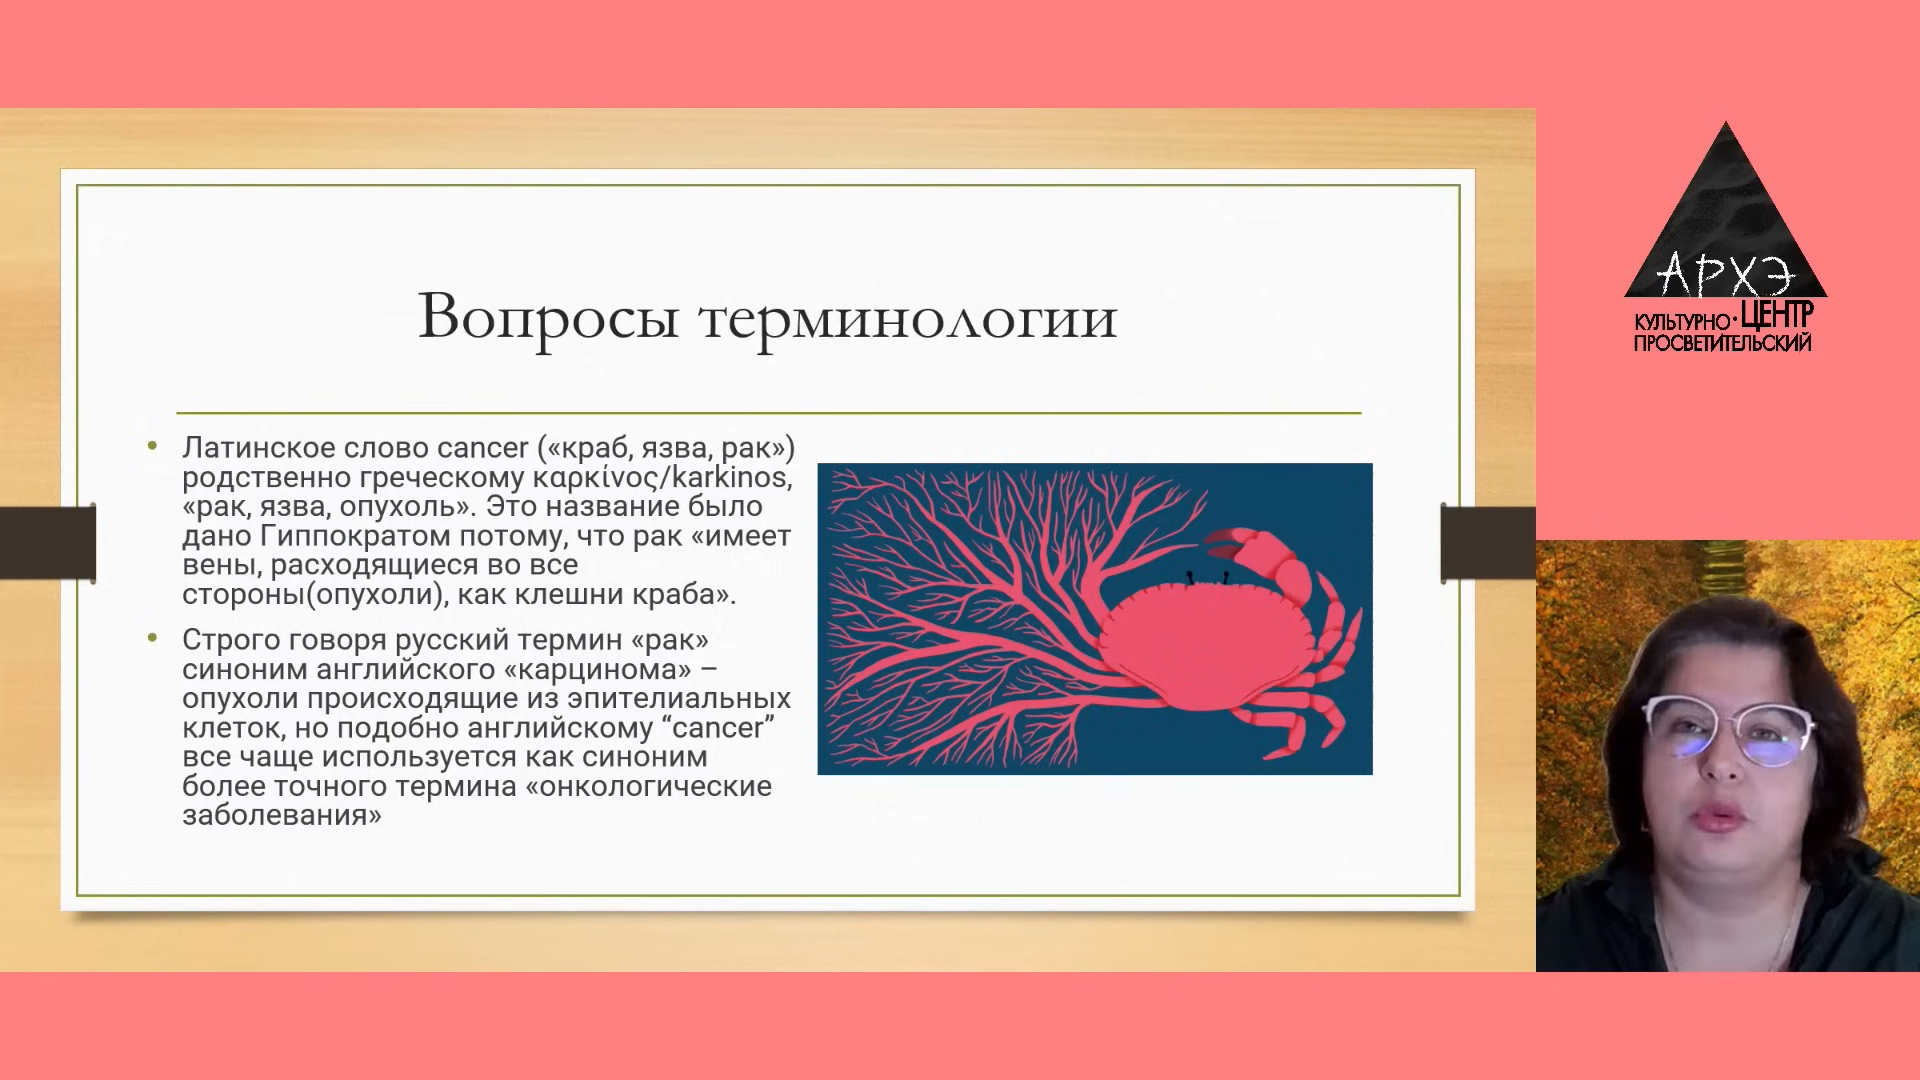 Вопросы терминологии
• Латинское слово cancer («краб, язва, рак»)
родственно греческому καρκίνος/karkinos,
«рак, язва, опухоль». Это название было
дано Гиппократом потому, что рак «имеет
вены, расходящиеся во все
стороны(опухоли), как клешни краба».
• Строго говоря русский термин «рак»
синоним английского «карцинома» –
опухоли происходящие из эпителиальных
клеток, но подобно английскому “cancer”
все чаще используется как синоним
более точного термина «онкологические
заболевания»
АРХЭ
КУЛЬТУРНО-ЦЕНТР
ПРОСВЕТИТЕЛЬСКИЙ